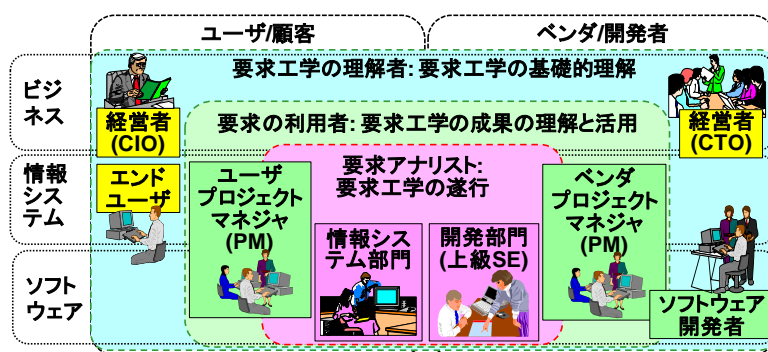 ユーザ/顧客
ベンダ/開発者
ビジ
ネス
情報
シス
テム
ソフト
ウェア
要求工学の理解者: 要求工学の基礎的理解
経営者
(CIO)
経営者
(CTO)
要求の利用者: 要求工学の成果の理解と活用
エンド
ユーザ
ユーザ
プロジェクト
マネジャ
(PM)
要求アナリスト:
要求工学の遂行
情報シス
テム部門
開発部門
(上級SE)
ベンダ
プロジェクト
マネジャ
(PM)
ソフトウェア
開発者